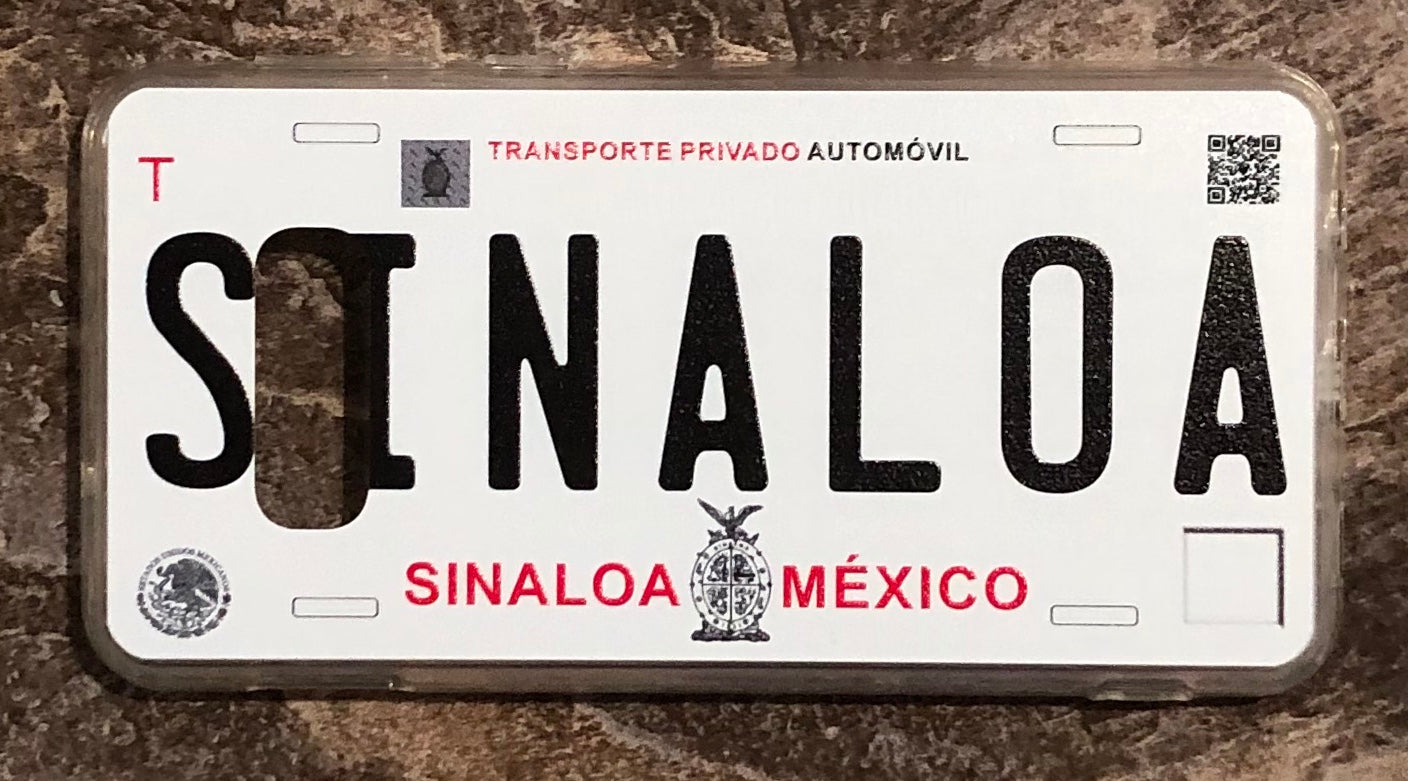 T
TRANSPORTE PRIVADO AUTOMÓVIL
SINALOA
SINALOA MÉXICO